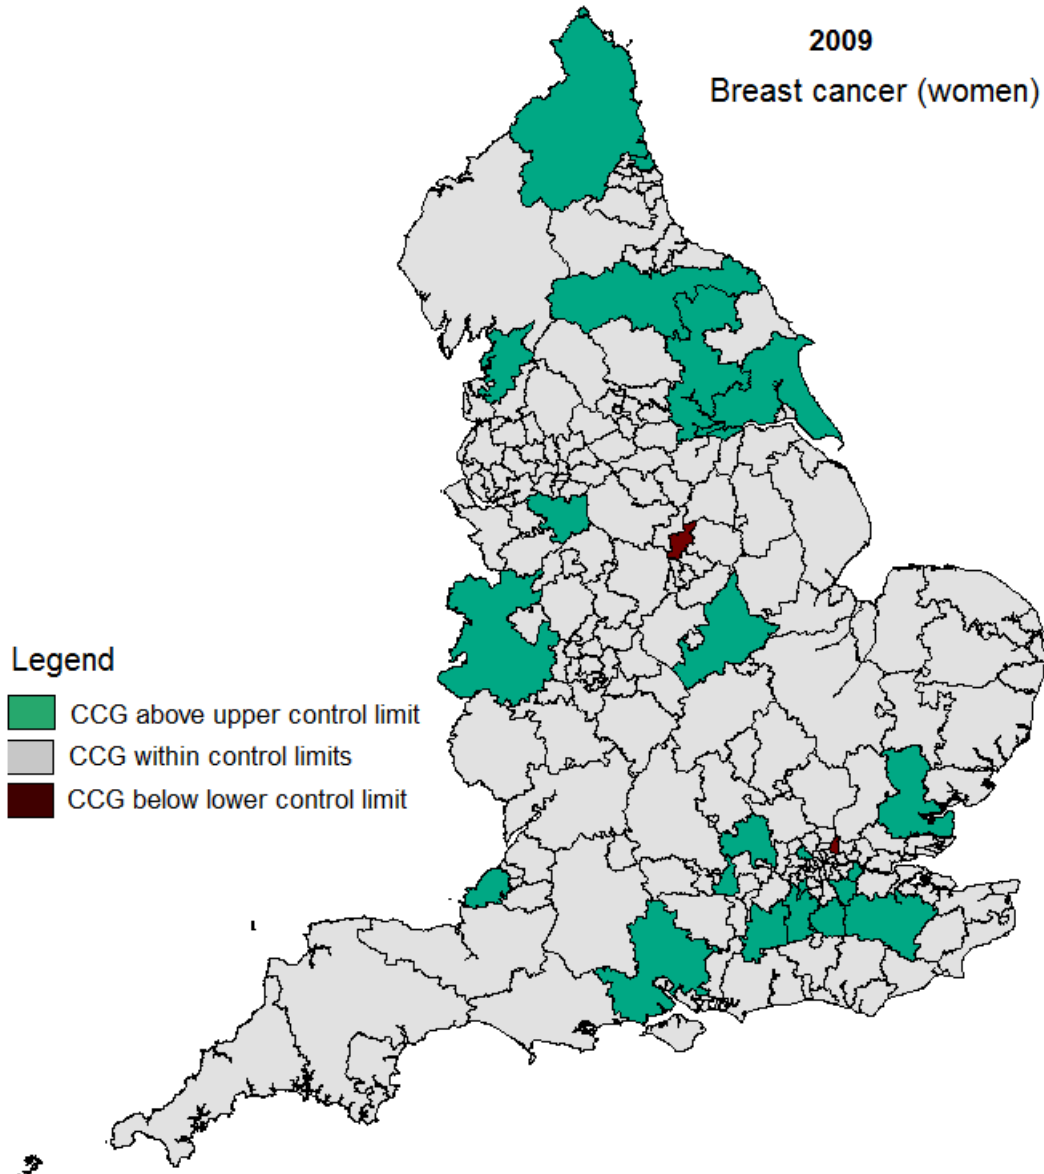 2009
Breast cancer (women)
Legend
CCG above upper control limit
CCG within control limits
CCG below lower control limit